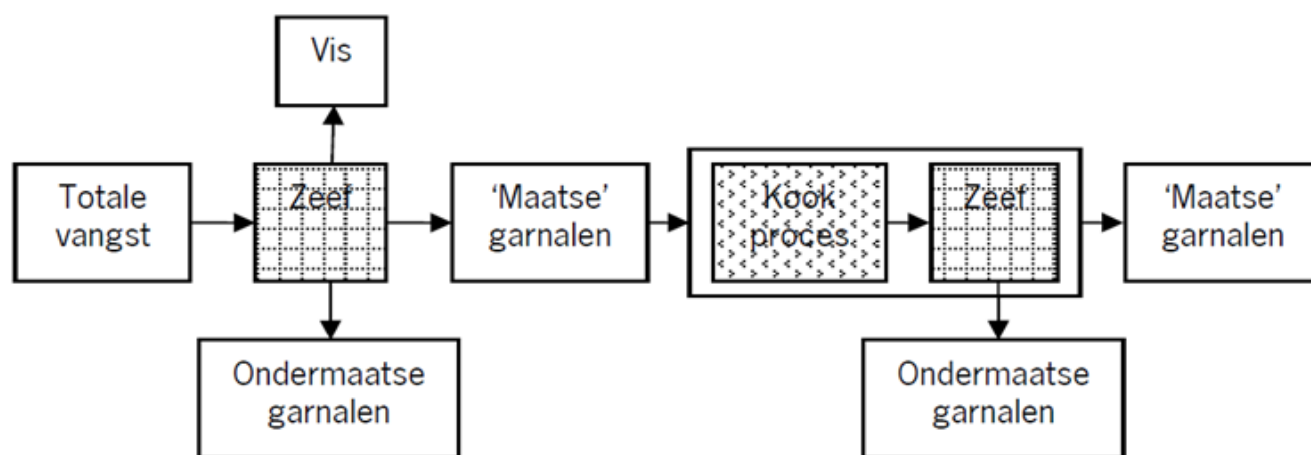 Vis
Totale
vangst
Zeef
‘Maatse’
garnalen
Kook
proces
Zeef
‘Maatse’
garnalen
Ondermaatse
garnalen
Ondermaatse
garnalen